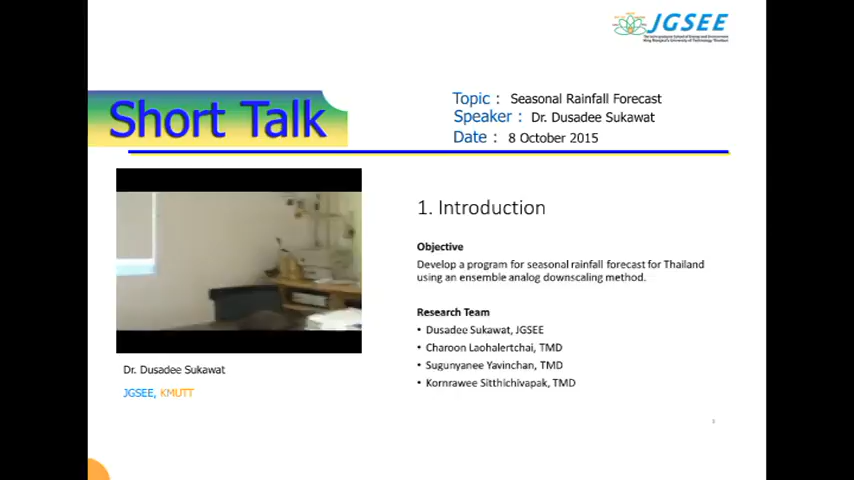 JGSEE
Short Talk
Topic : Seasonal Rainfall Forecast
Speaker : Dr. Dusadee Sukawat
Date : 8 October 2015
1. Introduction
Objective
Develop a program for seasonal rainfall forecast for Thailand
using an ensemble analog downscaling method.
Research Team
• Dusadee Sukawat, JGSEE
• Charoon Laohalertchai, TMD
• Sugunyanee Yavinchan, TMD
• Kornrawee Sitthichivapak, TMD
Dr. Dusadee Sukawat
JGSEE, KMUTT